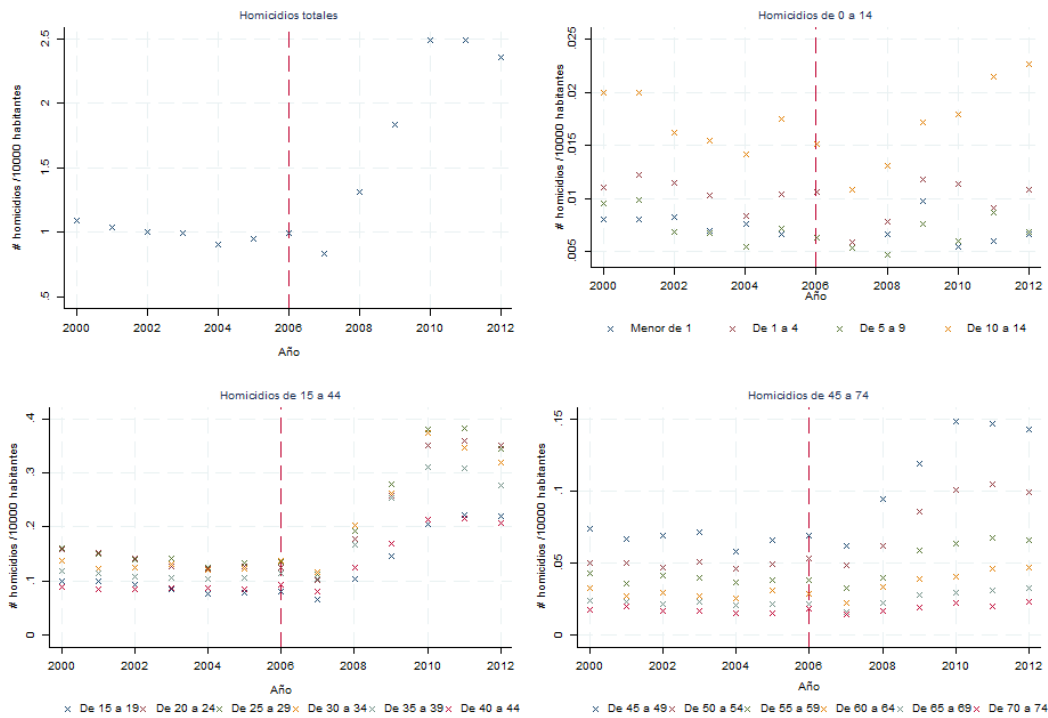 Homicidios totales
# homicidios /10000 habitantes
2.5
2
1.5
1
.5
2000 2002 2004 2006 2008 2010 2012
Año
Homicidios de 0 a 14
# homicidios /10000 habitantes
.025
.02
.015
.01
.005
2000 2002 2004 2006 2008 2010 2012
Año
Menor de 1 De 1 a 4 De 5 a 9 De 10 a 14
Homicidios de 15 a 44
# homicidios /10000 habitantes
.4
.3
.2
.1
0
2000 2002 2004 2006 2008 2010 2012
Año
De 15 a 19 De 20 a 24 De 25 a 29 De 30 a 34 De 35 a 39 De 40 a 44
Homicidios de 45 a 74
# homicidios /10000 habitantes
.15
.1
.05
0
2000 2002 2004 2006 2008 2010 2012
Año
De 45 a 49 De 50 a 54 De 55 a 59 De 60 a 64 De 65 a 69 De 70 a 74